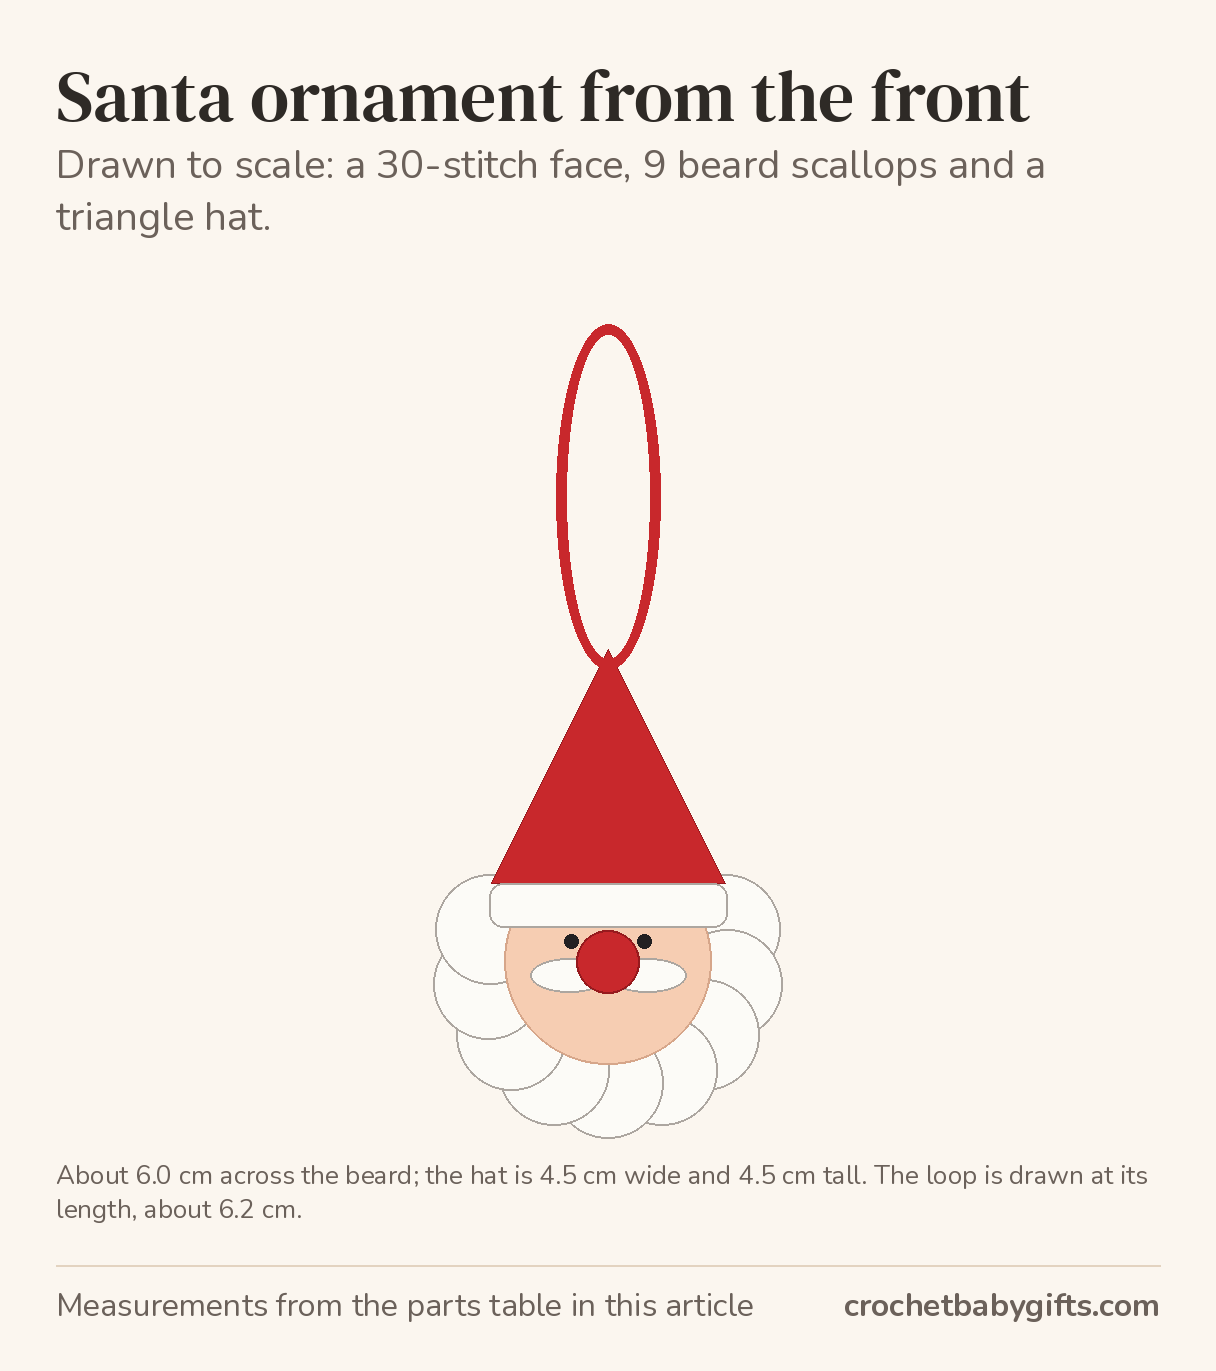 Santa ornament from the front
Drawn to scale: a 30-stitch face, 9 beard scallops and a
triangle hat.
About 6.0 cm across the beard; the hat is 4.5 cm wide and 4.5 cm tall. The loop is drawn at its
length, about 6.2 cm.
Measurements from the parts table in this article
crochetbabygifts.com